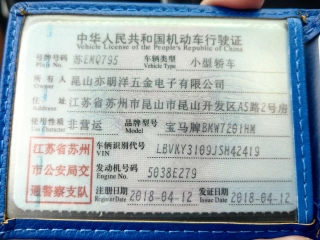 中华人民共和国机动车行驶证
Vehicle License of the People's Republic of China
号牌号码 苏EK0795 车辆类型 小型轿车
Plate No. Vehicle Type
所有人 昆山亦明洋五金电子有限公司
Owner
住址 江苏省苏州市昆山市昆山开发区A5路2号房
Address
使用性质 非营运 品牌型号 宝马牌BMW7201HM
Use Character Model
江苏省苏州 车辆识别代号 LBVKY3109JSH42419
VIN
市公安局交 发动机号码 5038E279
Engine No.
通警察支队 注册日期 2018-04-12 发证日期 2018-04-12
Register Date Issue Date